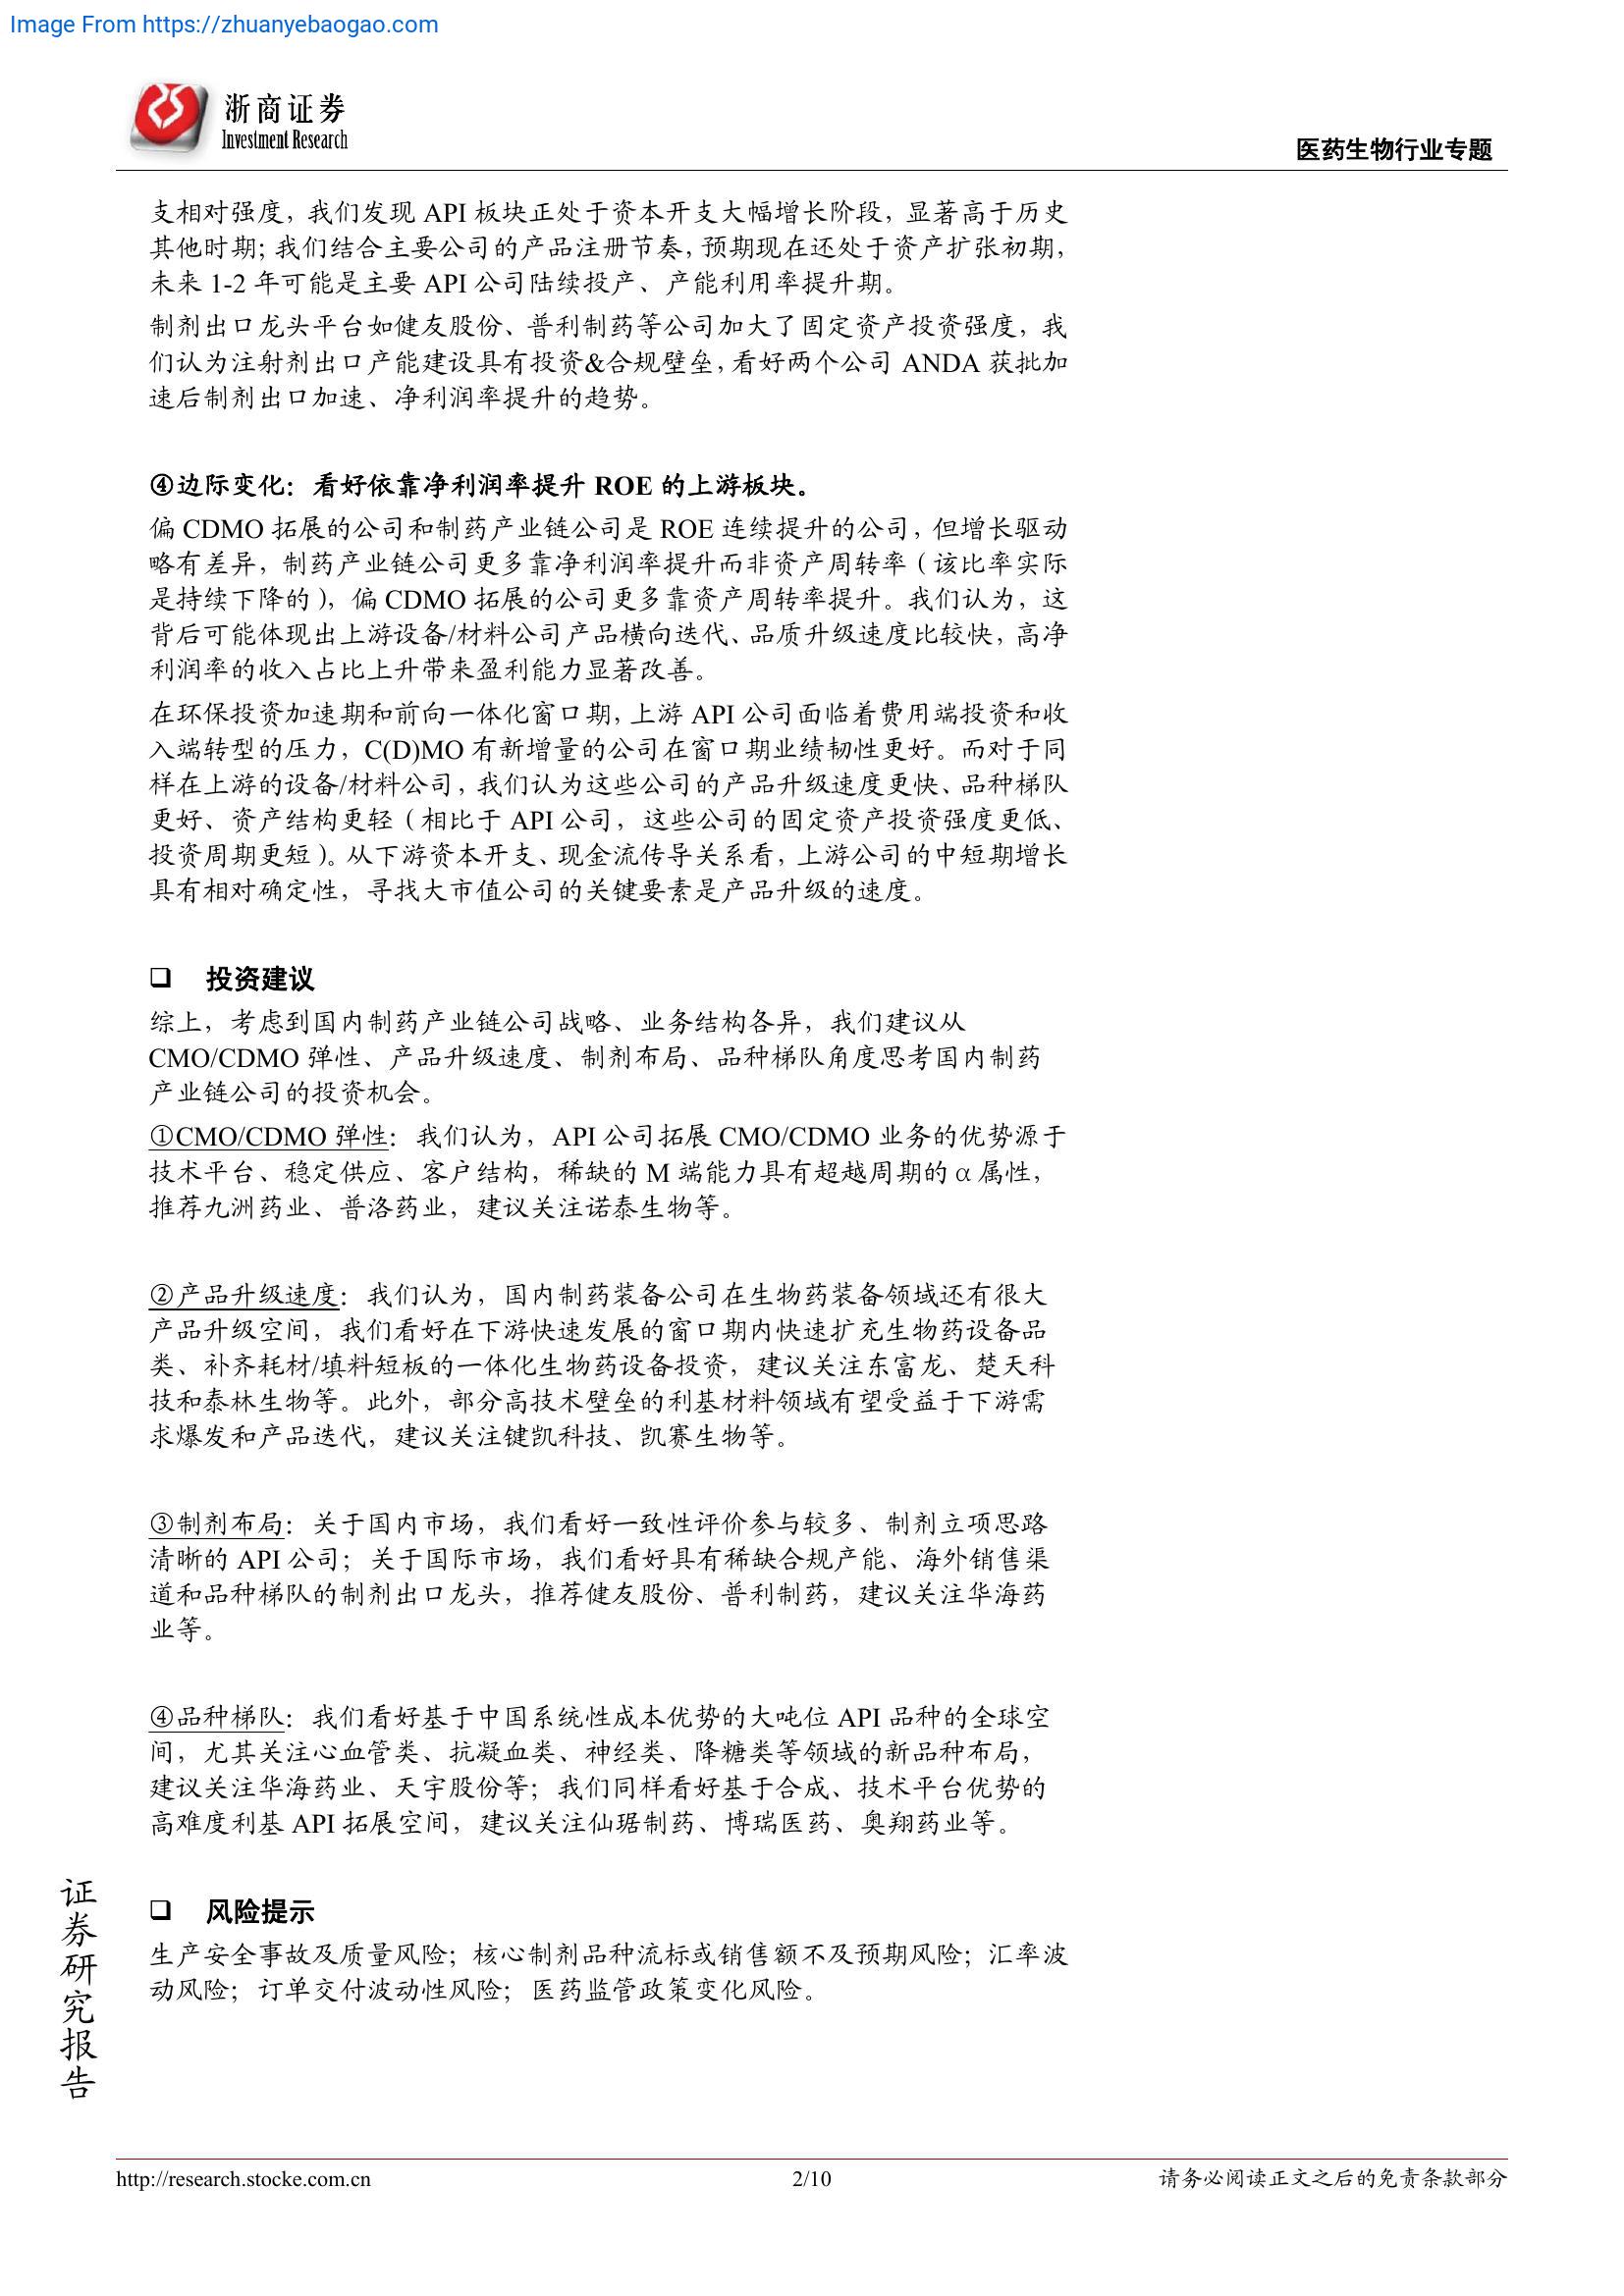 Image From https://zhuanyebaogao.com
浙商证券
Investment Research
医药生物行业专题
支相对强度，我们发现 API 板块正处于资本开支大幅增长阶段，显著高于历史
其他时期；我们结合主要公司的产品注册节奏，预期现在还处于资产扩张初期，
未来 1-2 年可能是主要 API 公司陆续投产、产能利用率提升期。
制剂出口龙头平台如健友股份、普利制药等公司加大了固定资产投资强度，我
们认为注射剂出口产能建设具有投资&合规壁垒，看好两个公司 ANDA 获批加
速后制剂出口加速、净利润率提升的趋势。
④边际变化：看好依靠净利润率提升 ROE 的上游板块。
偏 CDMO 拓展的公司和制药产业链公司是 ROE 连续提升的公司，但增长驱动
略有差异，制药产业链公司更多靠净利润率提升而非资产周转率（该比率实际
是持续下降的），偏 CDMO 拓展的公司更多靠资产周转率提升。我们认为，这
背后可能体现出上游设备/材料公司产品横向迭代、品质升级速度比较快，高净
利润率的收入占比上升带来盈利能力显著改善。
在环保投资加速期和前向一体化窗口期，上游 API 公司面临着费用端投资和收
入端转型的压力，C(D)MO 有新增量的公司在窗口期业绩韧性更好。而对于同
样在上游的设备/材料公司，我们认为这些公司的产品升级速度更快、品种梯队
更好、资产结构更轻（相比于 API 公司，这些公司的固定资产投资强度更低、
投资周期更短）。从下游资本开支、现金流传导关系看，上游公司的中短期增长
具有相对确定性，寻找大市值公司的关键要素是产品升级的速度。
❑ 投资建议
综上，考虑到国内制药产业链公司战略、业务结构各异，我们建议从
CMO/CDMO 弹性、产品升级速度、制剂布局、品种梯队角度思考国内制药
产业链公司的投资机会。
①CMO/CDMO 弹性：我们认为，API 公司拓展 CMO/CDMO 业务的优势源于
技术平台、稳定供应、客户结构，稀缺的 M 端能力具有超越周期的 α 属性，
推荐九洲药业、普洛药业，建议关注诺泰生物等。
②产品升级速度：我们认为，国内制药装备公司在生物药装备领域还有很大
产品升级空间，我们看好在下游快速发展的窗口期内快速扩充生物药设备品
类、补齐耗材/填料短板的一体化生物药设备投资，建议关注东富龙、楚天科
技和泰林生物等。此外，部分高技术壁垒的利基材料领域有望受益于下游需
求爆发和产品迭代，建议关注键凯科技、凯赛生物等。
③制剂布局：关于国内市场，我们看好一致性评价参与较多、制剂立项思路
清晰的 API 公司；关于国际市场，我们看好具有稀缺合规产能、海外销售渠
道和品种梯队的制剂出口龙头，推荐健友股份、普利制药，建议关注华海药
业等。
④品种梯队：我们看好基于中国系统性成本优势的大吨位 API 品种的全球空
间，尤其关注心血管类、抗凝血类、神经类、降糖类等领域的新品种布局，
建议关注华海药业、天宇股份等；我们同样看好基于合成、技术平台优势的
高难度利基 API 拓展空间，建议关注仙琚制药、博瑞医药、奥翔药业等。
❑ 风险提示
生产安全事故及质量风险；核心制剂品种流标或销售额不及预期风险；汇率波
动风险；订单交付波动性风险；医药监管政策变化风险。
证券研究报告
http://research.stocke.com.cn
2/10
请务必阅读正文之后的免责条款部分